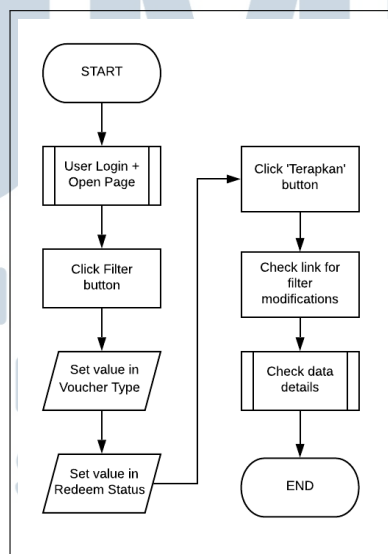 START
User Login +
Open Page
Click Filter
button
Set value in
Voucher Type
Set value in
Redeem Status
Click 'Terapkan'
button
Check link for
filter
modifications
Check data
details
END